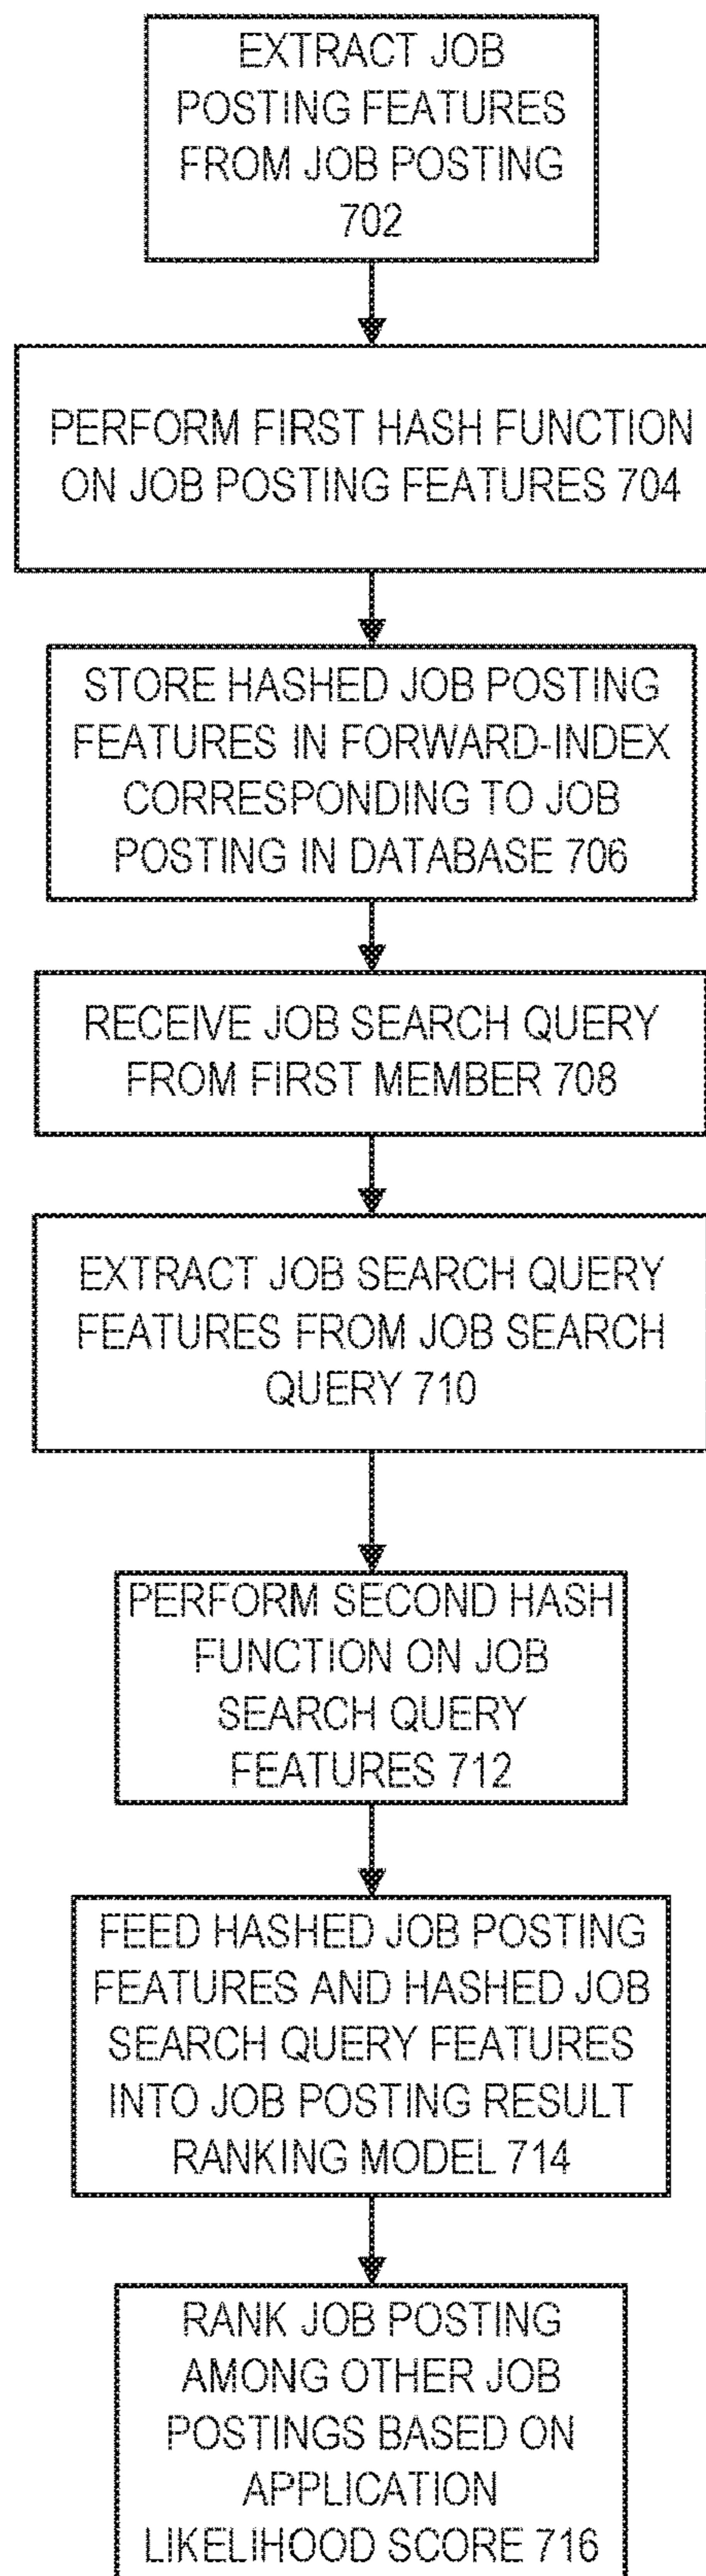 EXTRACT JOB
POSTING FEATURES
FROM JOB POSTING
702
PERFORM FIRST HASH FUNCTION
ON JOB POSTING FEATURES 704
STORE HASHED JOB POSTING
FEATURES IN FORWARD-INDEX
CORRESPONDING TO JOB
POSTING IN DATABASE 706
RECEIVE JOB SEARCH QUERY
FROM FIRST MEMBER 708
EXTRACT JOB SEARCH QUERY
FEATURES FROM JOB SEARCH
QUERY 710
PERFORM SECOND HASH
FUNCTION ON JOB
SEARCH QUERY
FEATURES 712
FEED HASHED JOB POSTING
FEATURES AND HASHED JOB
SEARCH QUERY FEATURES
INTO JOB POSTING RESULT
RANKING MODEL 714
RANK JOB POSTING
AMONG OTHER JOB
POSTINGS BASED ON
APPLICATION
LIKELIHOOD SCORE 716